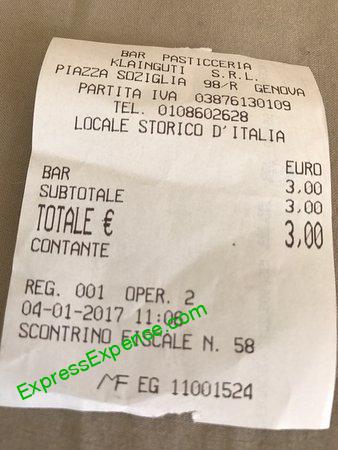 BAR PASTICCERIA
KLAINGUTI S.R.L.
PIAZZA SOZIGLIA 98/R GENOVA
PARTITA IVA 03876130109
TEL. 0108602628
LOCALE STORICO D'ITALIA
EURO
BAR 3,00
SUBTOTALE 3,00
TOTALE € 3,00
CONTANTE
REG. 001 OPER. 2
04-01-2017 11:08
SCONTRINO FISCALE N. 58
MF EG 11001524
ExpressExpense.com